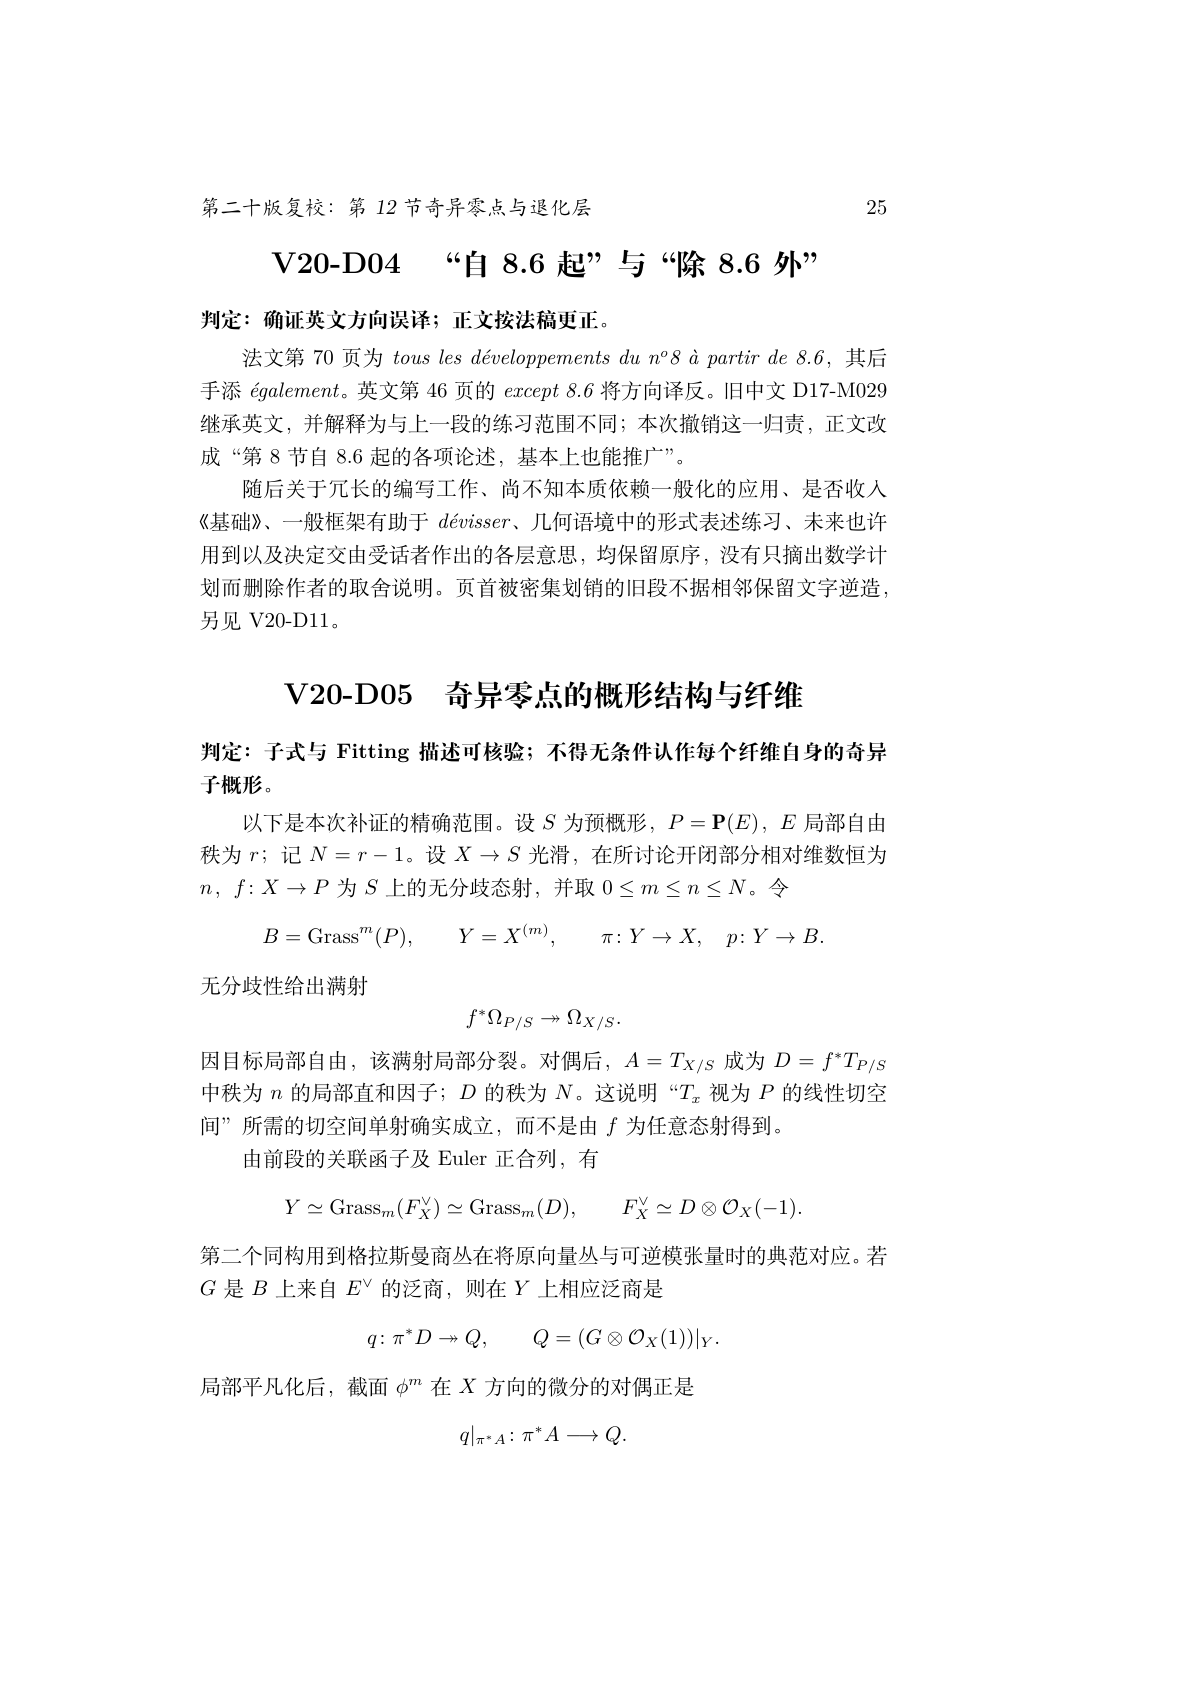 第二十版复校：第 12 节奇异零点与退化层 25
V20-D04 “自 8.6 起”与“除 8.6 外”
判定：确证英文方向误译；正文按法稿更正。
法文第 70 页为 tous les développements du nº8 à partir de 8.6，其后
手添 également。英文第 46 页的 except 8.6 将方向译反。旧中文 D17-M029
继承英文，并解释为与上一段的练习范围不同；本次撤销这一归责，正文改
成“第 8 节自 8.6 起的各项论述，基本上也能推广”。
随后关于冗长的编写工作、尚不知本质依赖一般化的应用、是否收入
《基础》、一般框架有助于 dévisser、几何语境中的形式表述练习、未来也许
用到以及决定交由受话者作出的各层意思，均保留原序，没有只摘出数学计
划而删除作者的取舍说明。页首被密集划销的旧段不据相邻保留文字逆造，
另见 V20-D11。
V20-D05 奇异零点的概形结构与纤维
判定：子式与 Fitting 描述可核验；不得无条件认作每个纤维自身的奇异
子概形。
以下是本次补证的精确范围。设 S 为预概形，P = P(E)，E 局部自由
秩为 r；记 N = r − 1。设 X → S 光滑，在所讨论开闭部分相对维数恒为
n，f: X → P 为 S 上的无分歧态射，并取 0 ≤ m ≤ n ≤ N。令
B = Grass^m(P), Y = X^{(m)}, π: Y → X, p: Y → B.
无分歧性给出满射
f^*Ω_{P/S} ↠ Ω_{X/S}.
因目标局部自由，该满射局部分裂。对偶后，A = T_{X/S} 成为 D = f^*T_{P/S}
中秩为 n 的局部直和因子；D 的秩为 N。这说明“T_x 视为 P 的线性切空
间”所需的切空间单射确实成立，而不是由 f 为任意态射得到。
由前段的关联函子及 Euler 正合列，有
Y ≃ Grass_m(F_X^∨) ≃ Grass_m(D), F_X^∨ ≃ D ⊗ 𝒪_X(−1).
第二个同构用到格拉斯曼商丛在将原向量丛与可逆模张量时的典范对应。若
G 是 B 上来自 E^∨ 的泛商，则在 Y 上相应泛商是
q: π^*D ↠ Q, Q = (G ⊗ 𝒪_X(1))|_Y.
局部平凡化后，截面 ϕ^m 在 X 方向的微分的对偶正是
q|_{π^*A}: π^*A ⟶ Q.